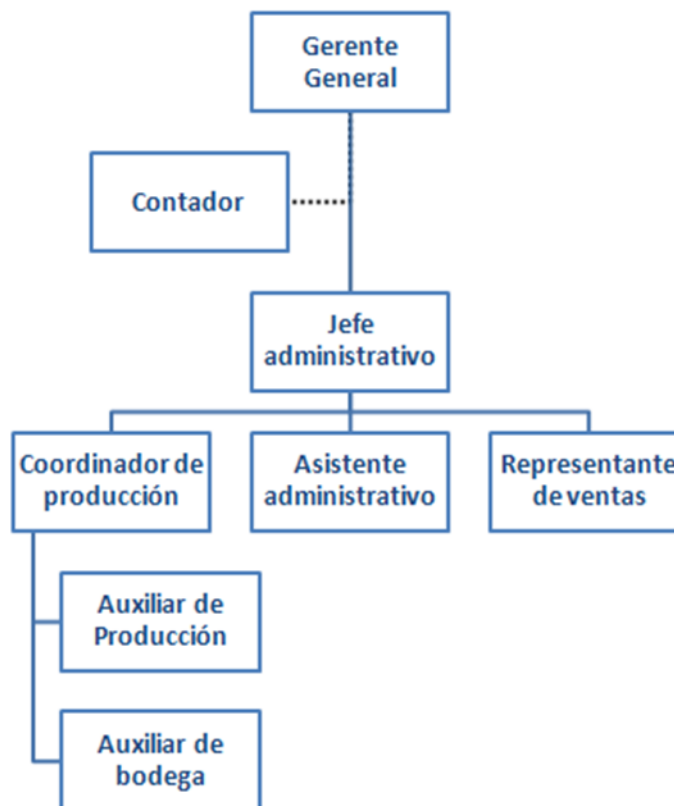 Gerente
General
Contador
Jefe
administrativo
Coordinador de
producción
Asistente
administrativo
Representante
de ventas
Auxiliar de
Producción
Auxiliar de
bodega